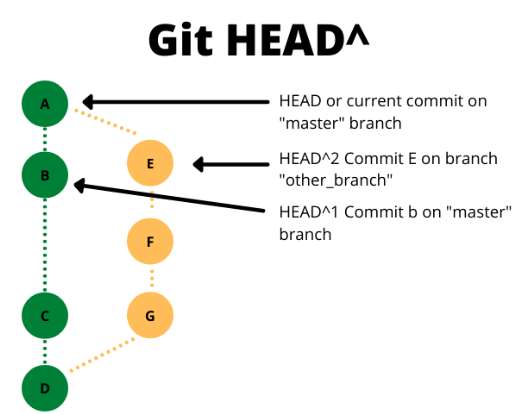 Git HEAD^
A
HEAD or current commit on
"master" branch
E
HEAD^2 Commit E on branch
"other_branch"
B
HEAD^1 Commit b on "master"
branch
F
C
G
D